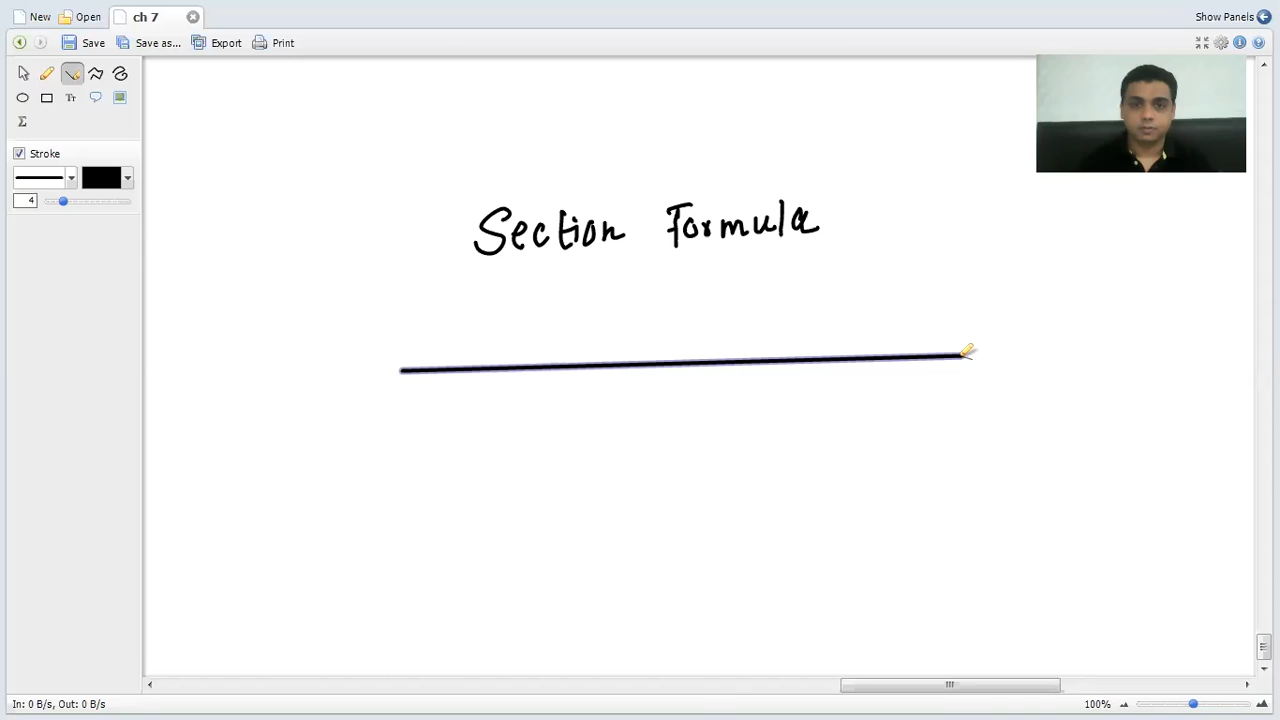 New Open ch 7 Show Panels
Save Save as... Export Print
Tr
Σ
Stroke
4
Section Formula
In: 0 B/s, Out: 0 B/s 100%